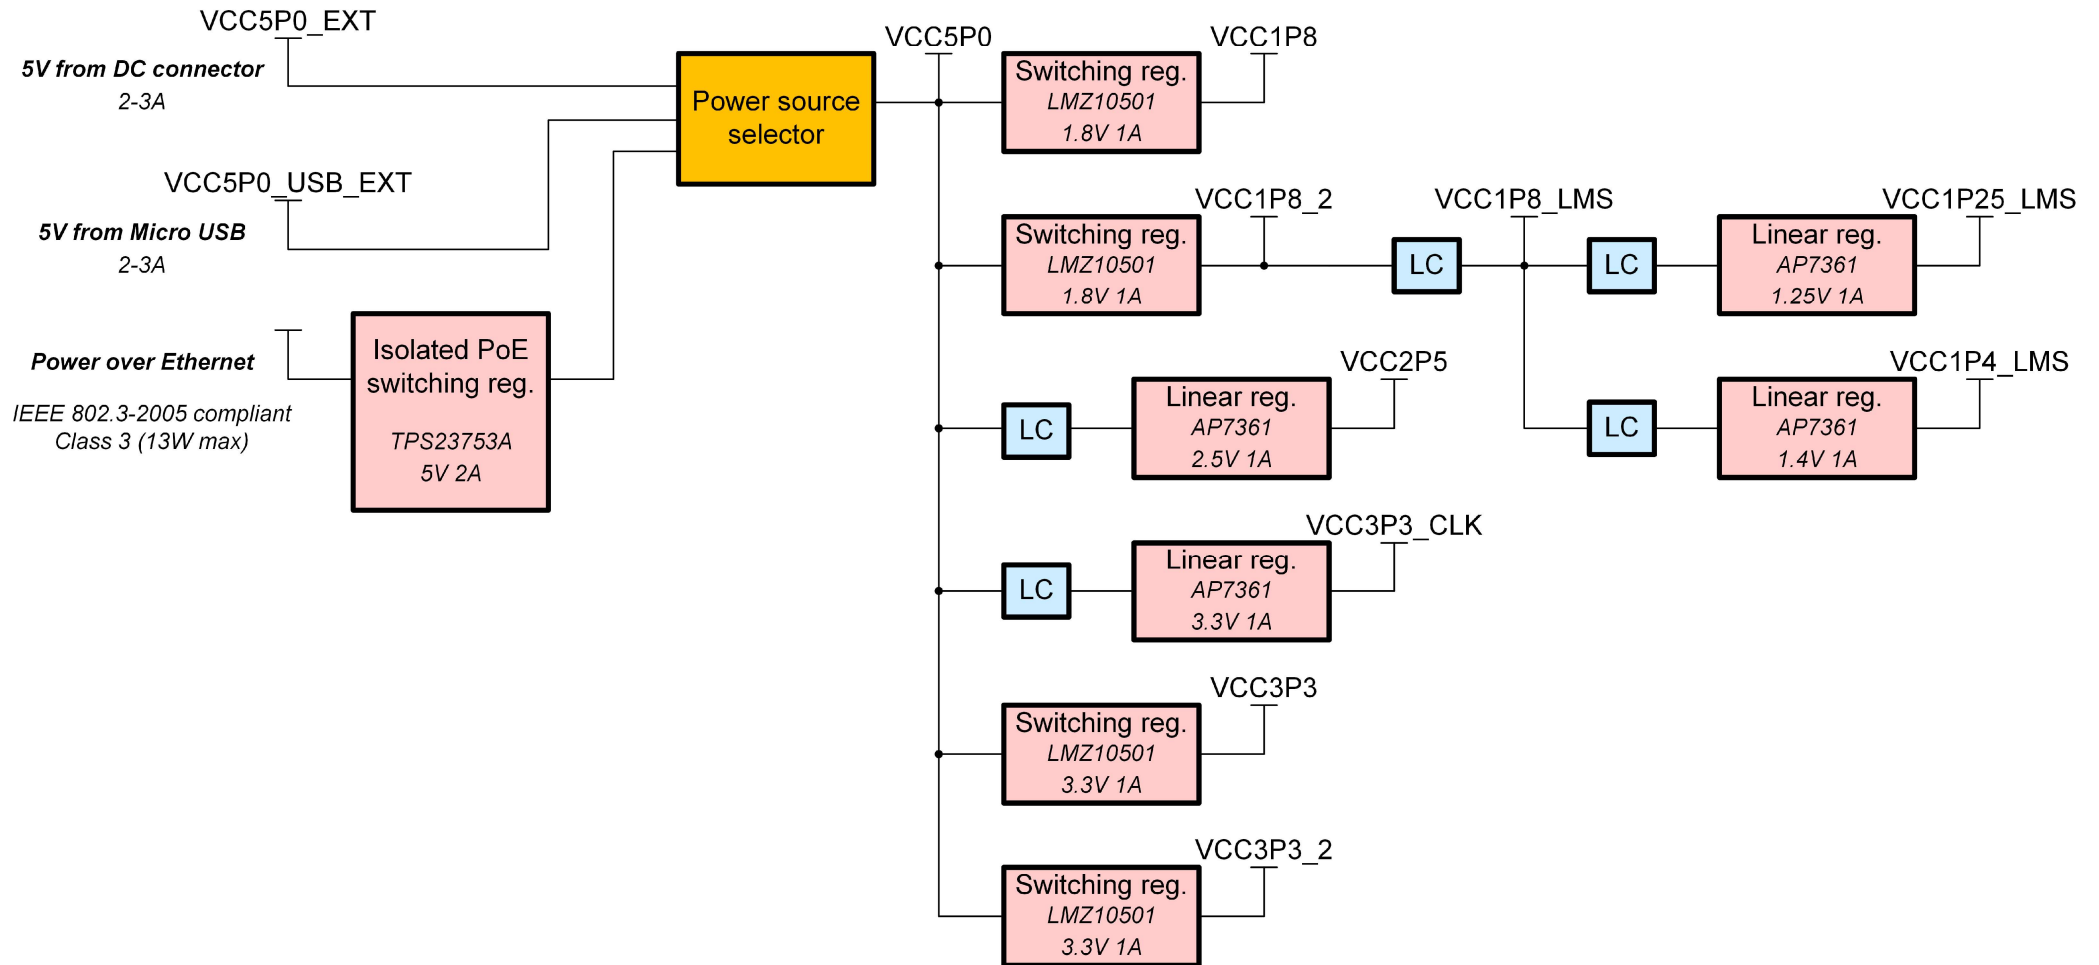 VCC5P0_EXT
5V from DC connector
2-3A
VCC5P0_USB_EXT
5V from Micro USB
2-3A
Power over Ethernet
IEEE 802.3-2005 compliant
Class 3 (13W max)
Isolated PoE
switching reg.
TPS23753A
5V 2A
Power source
selector
VCC5P0
Switching reg.
LMZ10501
1.8V 1A
VCC1P8
Switching reg.
LMZ10501
1.8V 1A
VCC1P8_2
LC
VCC1P8_LMS
LC
Linear reg.
AP7361
1.25V 1A
VCC1P25_LMS
LC
Linear reg.
AP7361
2.5V 1A
VCC2P5
LC
Linear reg.
AP7361
1.4V 1A
VCC1P4_LMS
LC
Linear reg.
AP7361
3.3V 1A
VCC3P3_CLK
Switching reg.
LMZ10501
3.3V 1A
VCC3P3
Switching reg.
LMZ10501
3.3V 1A
VCC3P3_2